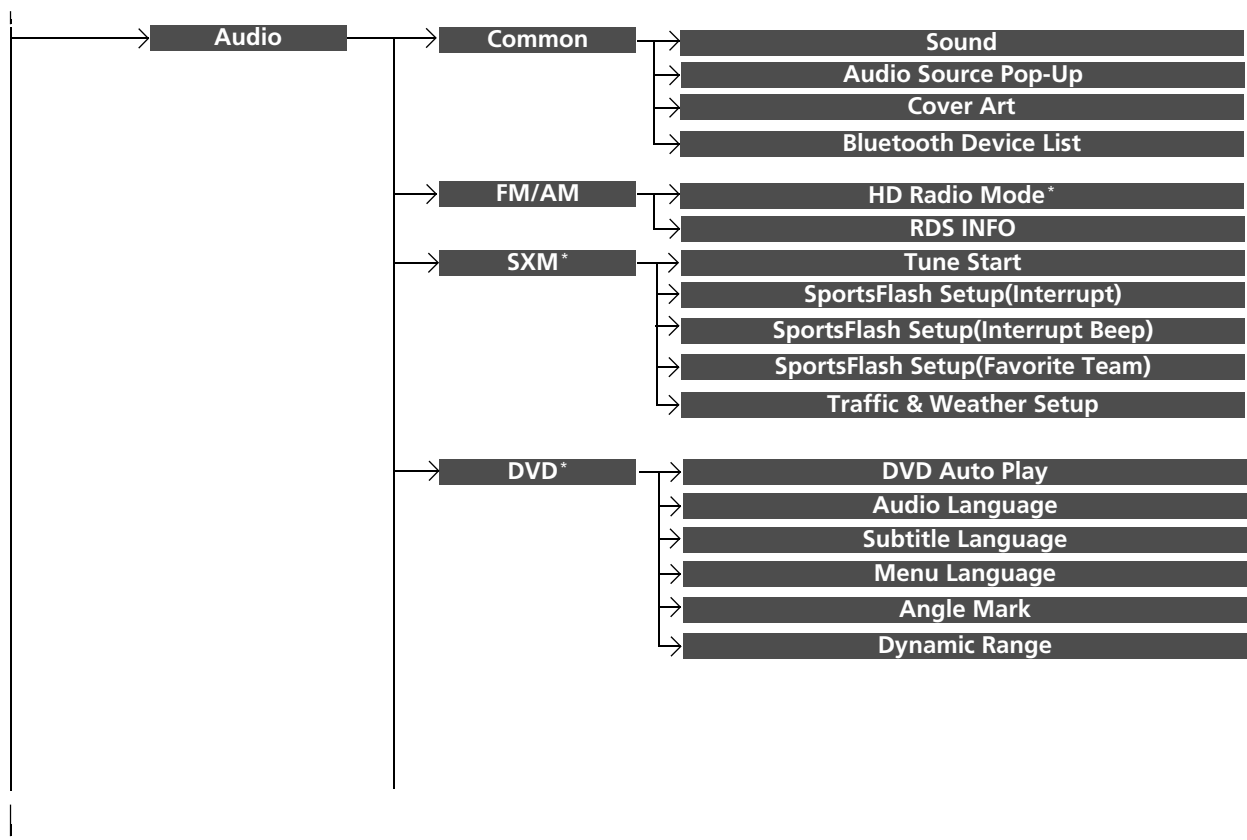 Audio
Common
Sound
Audio Source Pop-Up
Cover Art
Bluetooth Device List
FM/AM
HD Radio Mode*
RDS INFO
SXM*
Tune Start
SportsFlash Setup(Interrupt)
SportsFlash Setup(Interrupt Beep)
SportsFlash Setup(Favorite Team)
Traffic & Weather Setup
DVD*
DVD Auto Play
Audio Language
Subtitle Language
Menu Language
Angle Mark
Dynamic Range